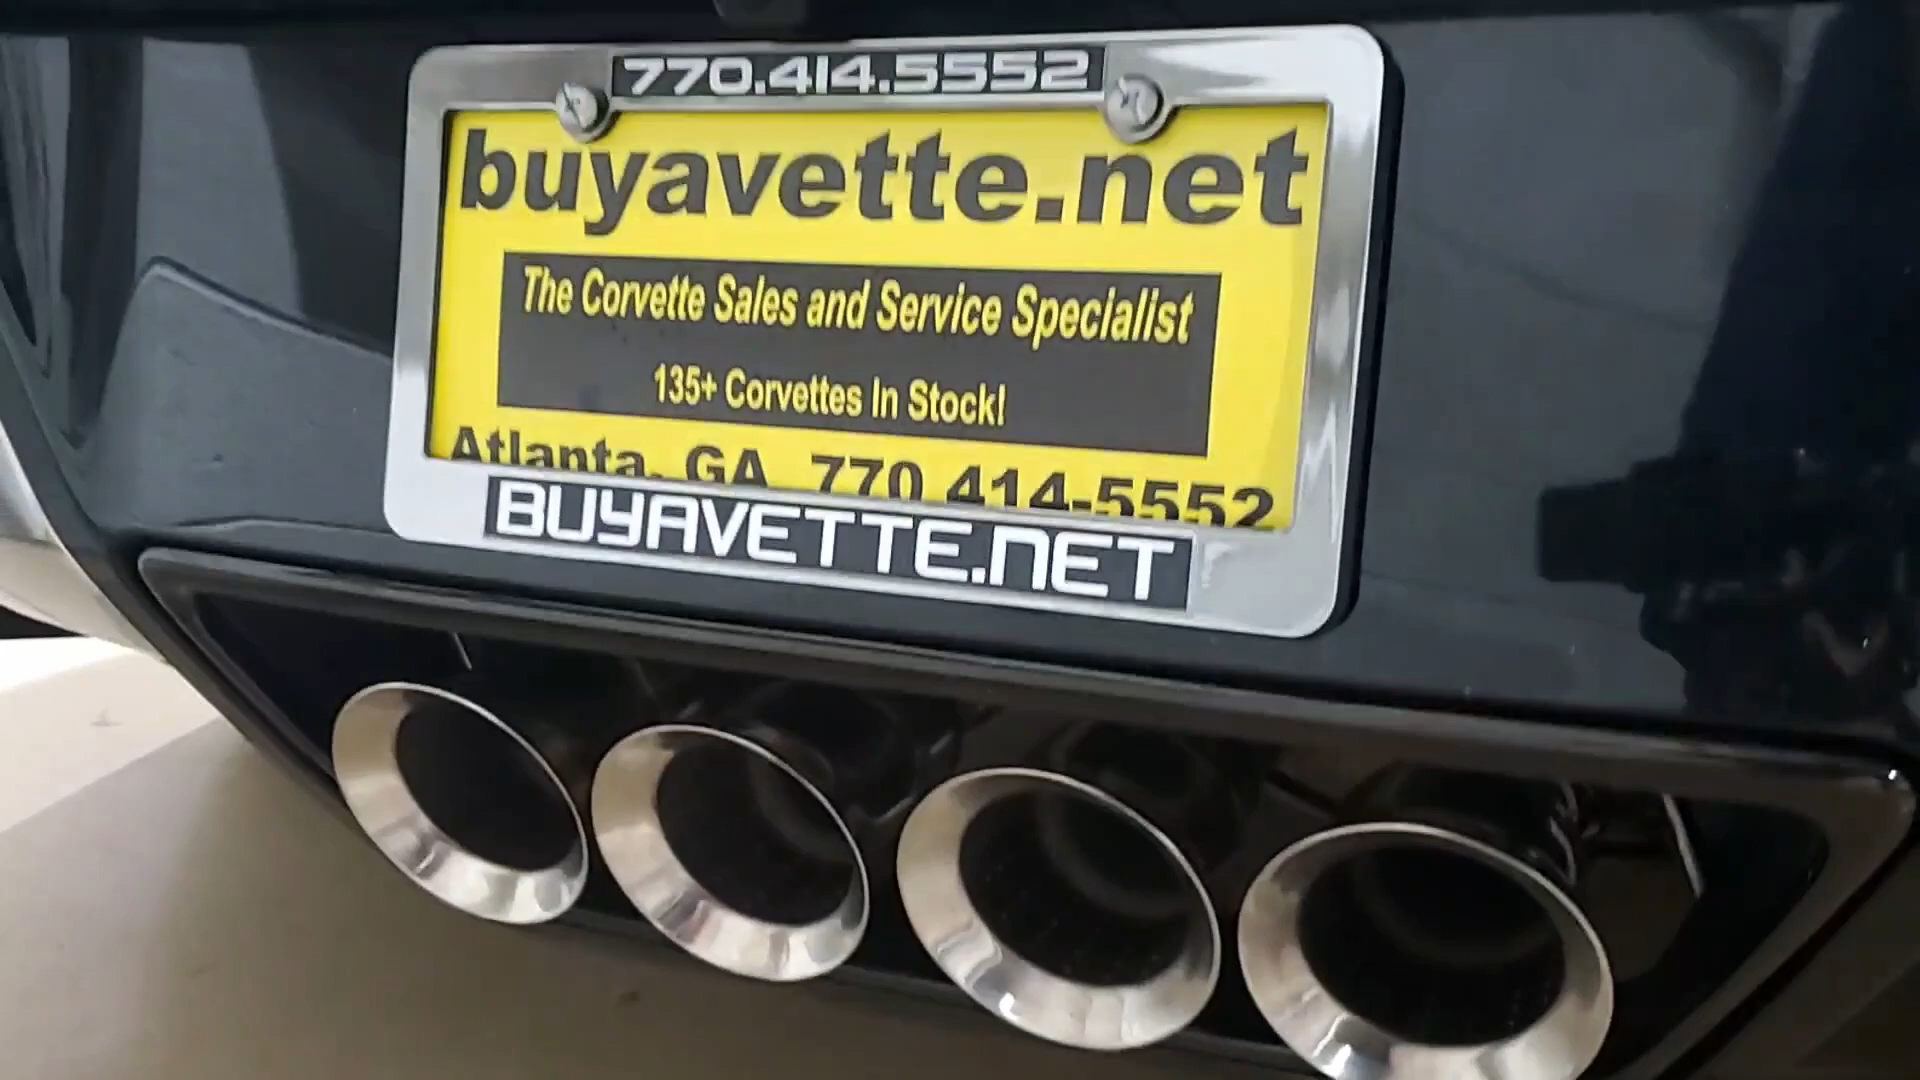 770.414.5552
buyavette.net
The Corvette Sales and Service Specialist
135+ Corvettes In Stock!
Atlanta, GA 770 414-5552
BUYAVETTE.NET